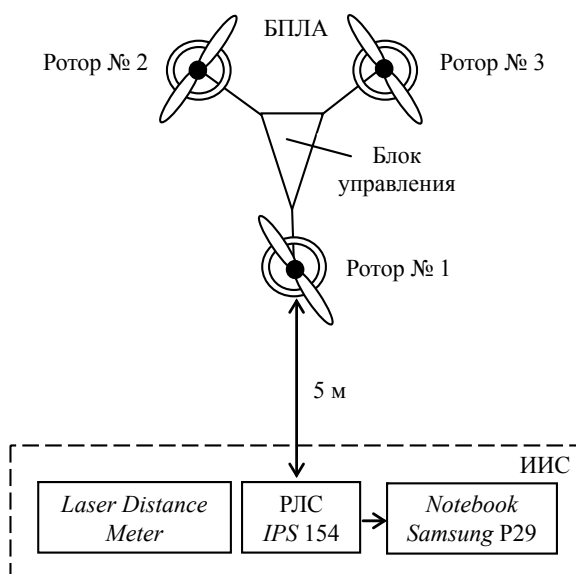 БПЛА
Ротор № 2
Ротор № 3
Блок
управления
Ротор № 1
5 м
ИИС
Laser Distance
Meter
РЛС
IPS 154
Notebook
Samsung P29